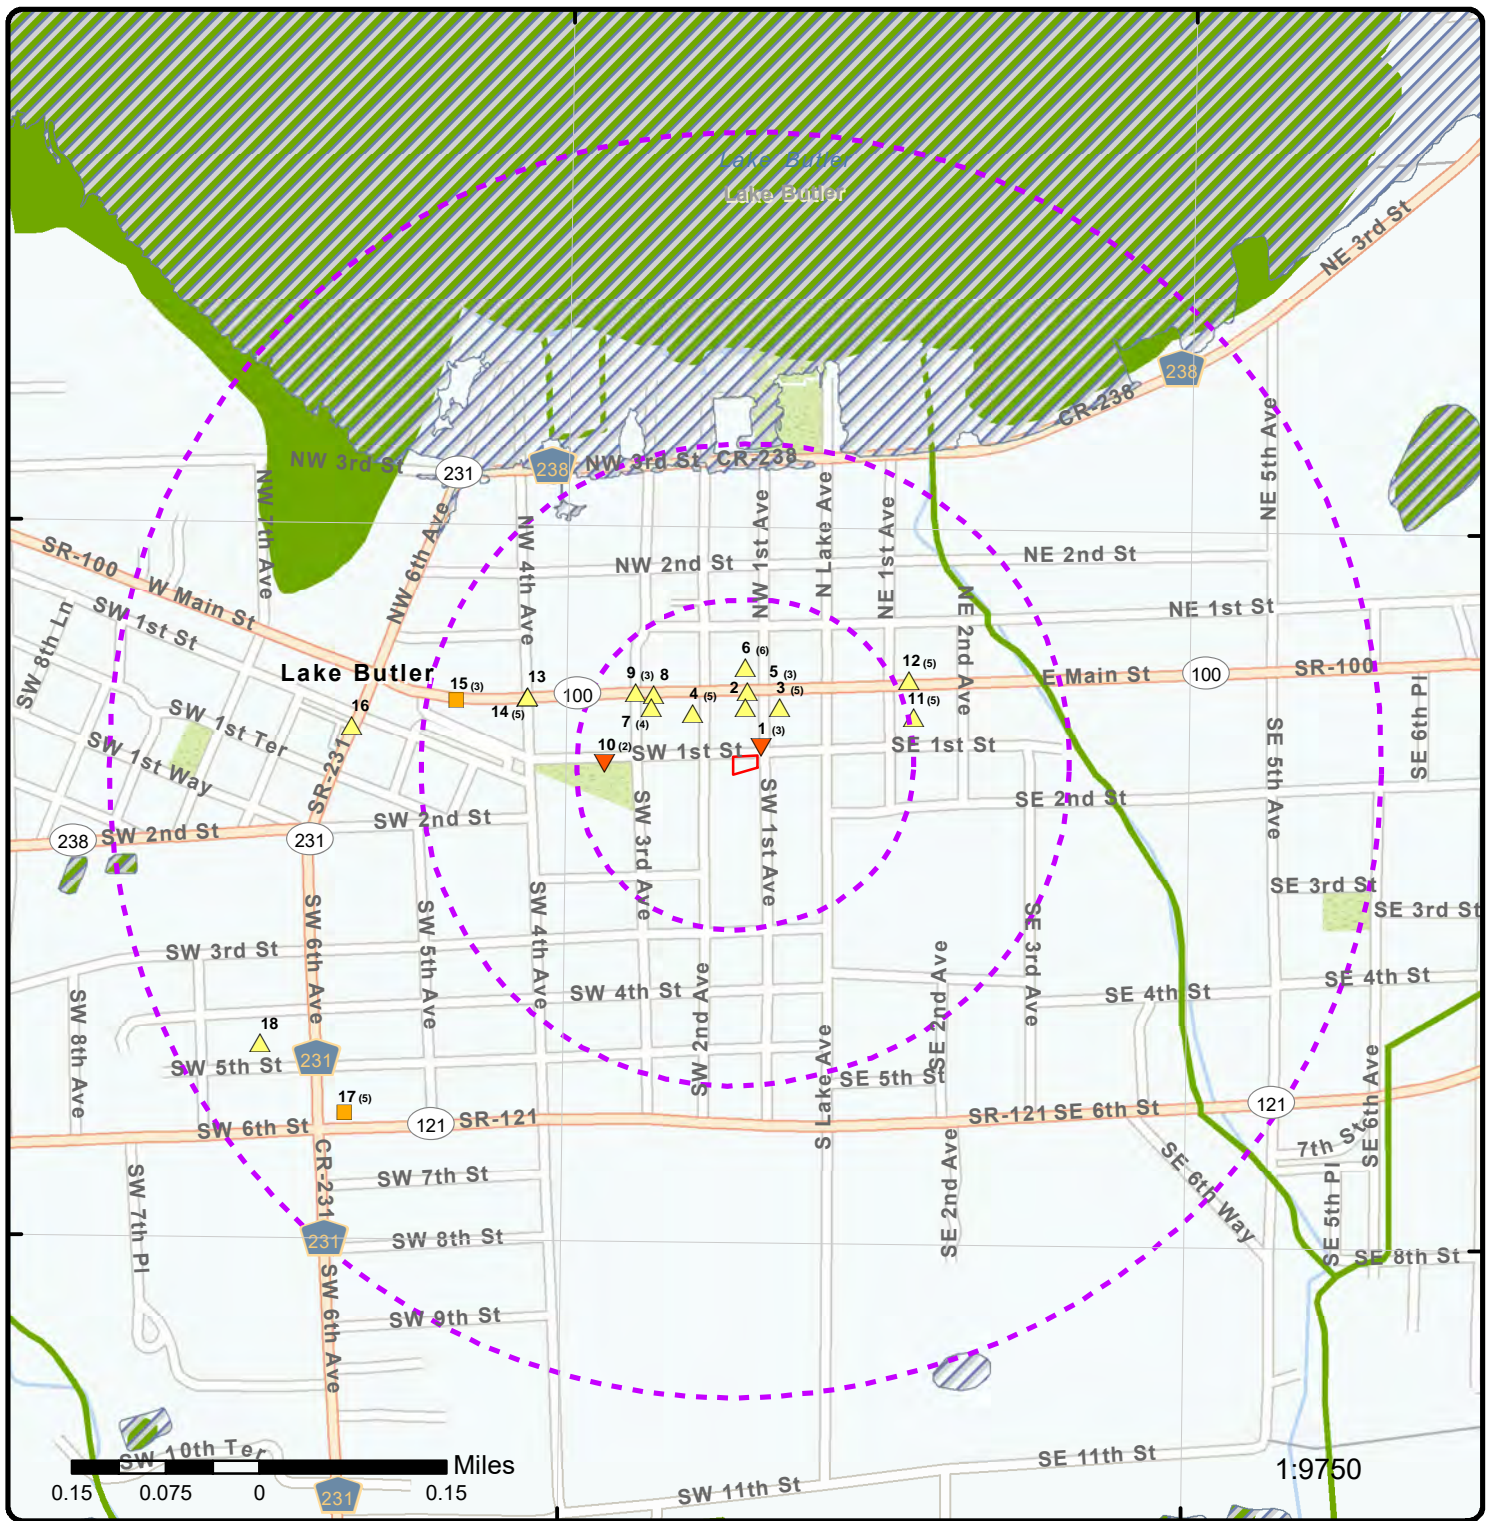 Lake Butler
Lake Butler
NE 3rd St
238
CR-238
NW 3rd St
231
238
NW 3rd St
CR-238
NE 5th Ave
NW 7th Ave
NW 6th Ave
NW 4th Ave
NW 1st Ave
N Lake Ave
NE 1st Ave
NE 2nd St
NW 2nd St
SR-100
W Main St
SW 1st St
SW 8th Ln
NE 2nd Ave
NE 1st St
Lake Butler
15 (3)
13
14 (5)
100
9 (3)
8
7 (4)
6 (6)
5 (3)
2
4 (5)
3 (5)
12 (5)
11 (5)
E Main St
100
SR-100
16
SW 1st Ter
SW 1st Way
SR-231
10 (2)
SW 1st St
1 (3)
SE 1st St
SE 6th Pl
SE 5th Ave
238
SW 2nd St
231
SW 2nd St
SW 3rd Ave
SW 1st Ave
SE 2nd St
SE 3rd St
SE 3rd St
SW 3rd St
SW 6th Ave
SW 5th Ave
SW 4th Ave
SW 4th St
SW 2nd Ave
SE 2nd Ave
SE 3rd Ave
SE 4th St
SE 4th St
SW 8th Ave
18
SW 5th St
231
17 (5)
S Lake Ave
SE 5th St
SE 6th Ave
SW 6th St
121
SR-121
SR-121
SE 6th St
121
7th St
CR-231
SW 7th Pl
SW 7th St
SE 2nd Ave
SE 6th Way
SE 5th Pl
231
SW 8th St
SE 8th St
SW 6th Ave
SW 9th St
SW 10th Ter
SE 11th St
SW 11th St
231
Miles
0.15
0.075
0
0.15
1:9750